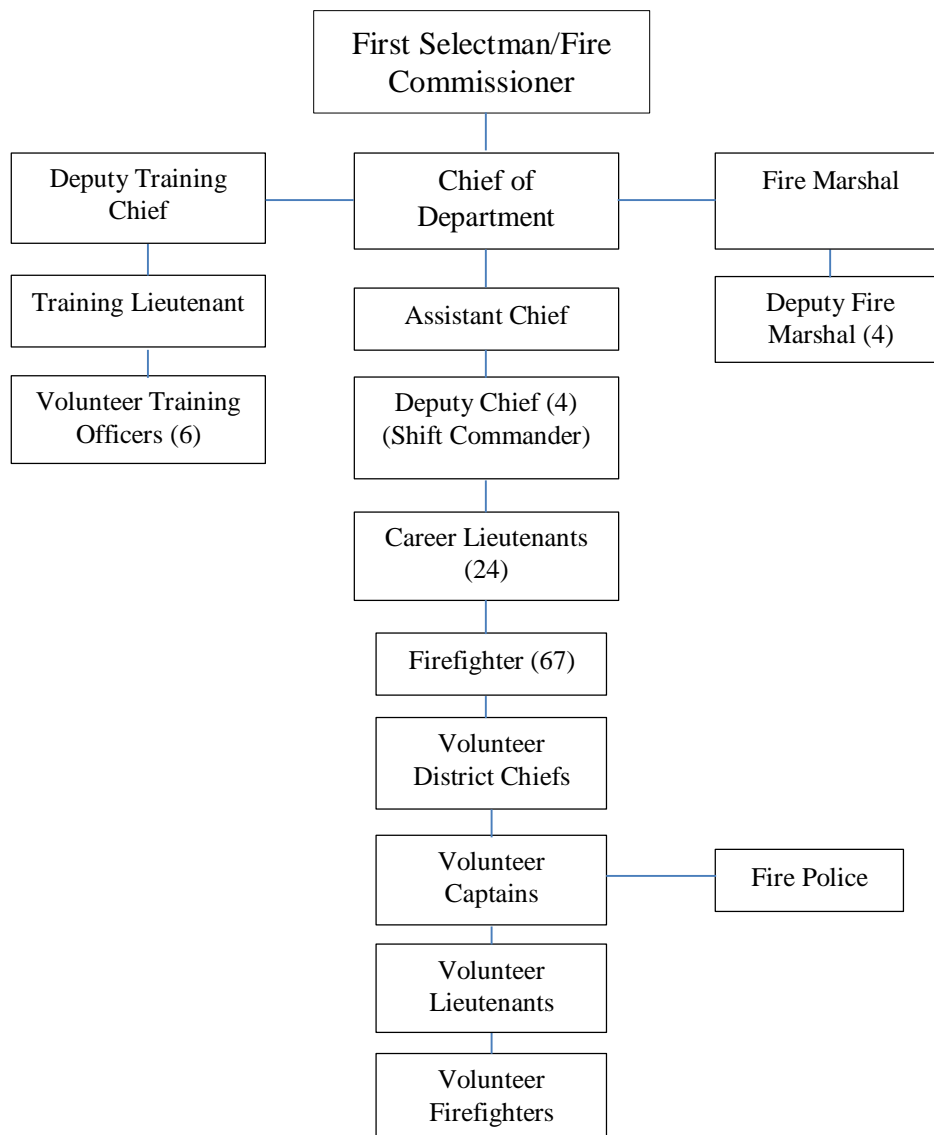 First Selectman/Fire
Commissioner
Deputy Training
Chief
Chief of
Department
Fire Marshal
Training Lieutenant
Assistant Chief
Deputy Fire
Marshal (4)
Volunteer Training
Officers (6)
Deputy Chief (4)
(Shift Commander)
Career Lieutenants
(24)
Firefighter (67)
Volunteer
District Chiefs
Volunteer
Captains
Fire Police
Volunteer
Lieutenants
Volunteer
Firefighters